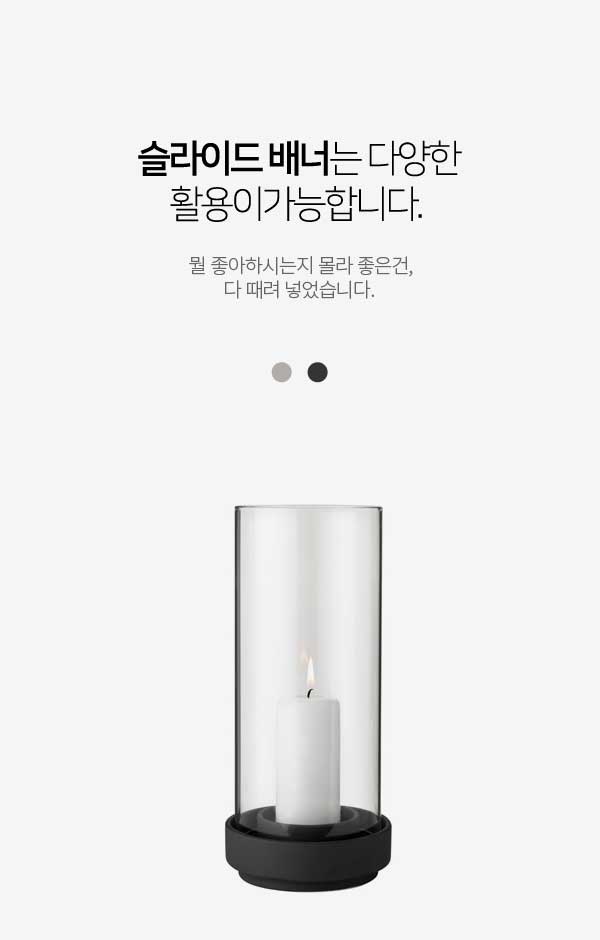 슬라이드 배너는 다양한
활용이가능합니다.
뭘 좋아하시는지 몰라 좋은건,
다 때려 넣었습니다.